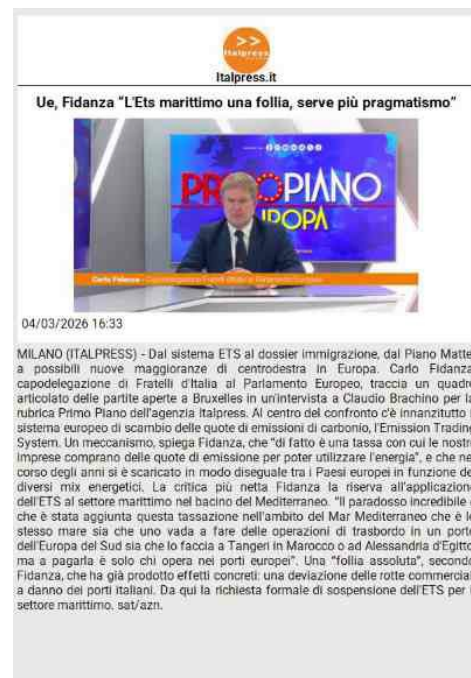 >>
Italpress
Italpress.it
Ue, Fidanza “L'Ets marittimo una follia, serve più pragmatismo”
PRI OPIANO
UROPA
Carlo Fidanza
04/03/2026 16:33
MILANO (ITALPRESS) - Dal sistema ETS al dossier immigrazione, dal Piano Matte
a possibili nuove maggioranze di centrodestra in Europa. Carlo Fidanza
capodelegazione di Fratelli d'Italia al Parlamento Europeo, traccia un quadro
articolato delle partite aperte a Bruxelles in un'intervista a Claudio Brachino per la
rubrica Primo Piano dell'agenzia Italpress. Al centro del confronto c'è innanzitutto
sistema europeo di scambio delle quote di emissioni di carbonio, l'Emission Trading
System. Un meccanismo, spiega Fidanza, che “di fatto è una tassa con cui le nostre
imprese comprano delle quote di emissione per poter utilizzare l'energia”, e che nel
corso degli anni si è scaricato in modo diseguale tra i Paesi europei in funzione de
diversi mix energetici. La critica più netta Fidanza la riserva all'applicazione
dell'ETS al settore marittimo nel bacino del Mediterraneo. “Il paradosso incredibile
che è stata aggiunta questa tassazione nell'ambito del Mar Mediterraneo che è lo
stesso mare sia che uno vada a fare delle operazioni di trasbordo in un porto
dell'Europa del Sud sia che lo faccia a Tangeri in Marocco o ad Alessandria d'Egitto
ma a pagarla è solo chi opera nei porti europei”. Una “follia assoluta”, secondo
Fidanza, che ha già prodotto effetti concreti: una deviazione delle rotte commercial
a danno dei porti italiani. Da qui la richiesta formale di sospensione dell'ETS per
settore marittimo. sat/azn.